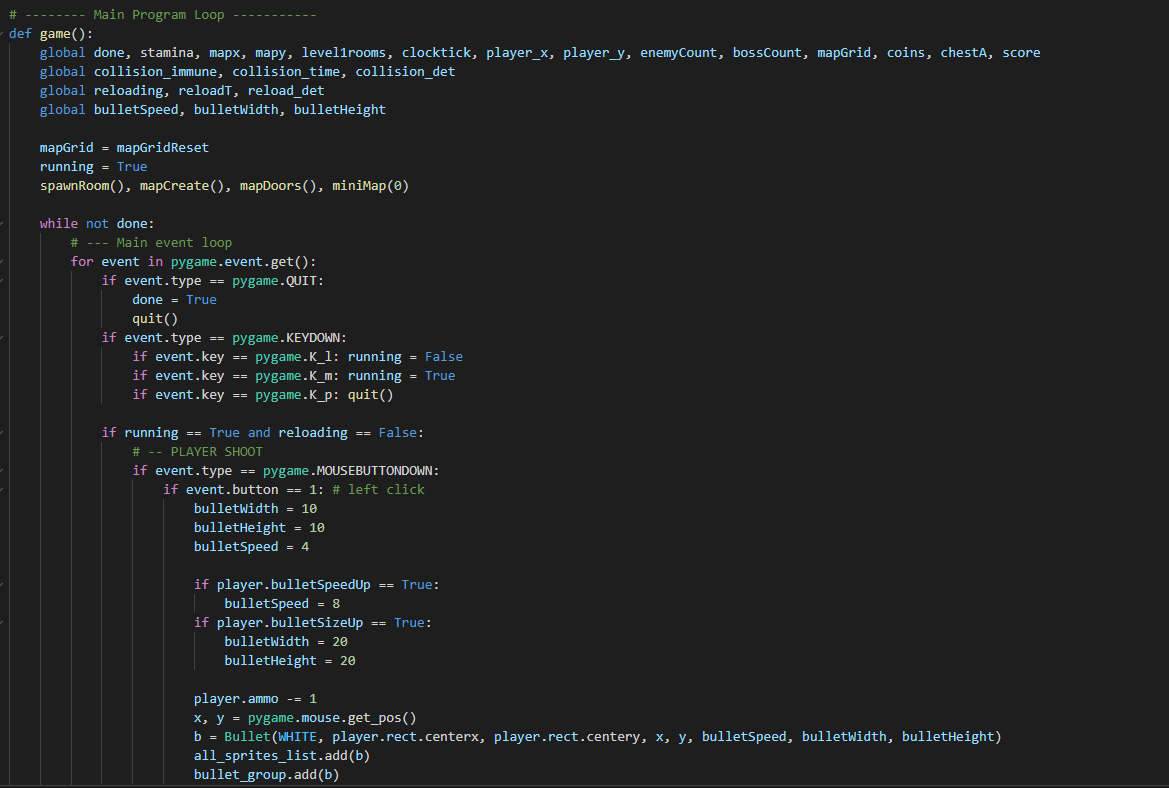 # -------- Main Program Loop -----------
def game():
    global done, stamina, mapx, mapy, level1rooms, clocktick, player_x, player_y, enemyCount, bossCount, mapGrid, coins, chestA, score
    global collision_immune, collision_time, collision_det
    global reloading, reloadT, reload_det
    global bulletSpeed, bulletWidth, bulletHeight

    mapGrid = mapGridReset
    running = True
    spawnRoom(), mapCreate(), mapDoors(), miniMap(0)

    while not done:
        # --- Main event loop
        for event in pygame.event.get():
            if event.type == pygame.QUIT:
                done = True
                quit()
            if event.type == pygame.KEYDOWN:
                if event.key == pygame.K_l: running = False
                if event.key == pygame.K_m: running = True
                if event.key == pygame.K_p: quit()

            if running == True and reloading == False:
                # -- PLAYER SHOOT
                if event.type == pygame.MOUSEBUTTONDOWN:
                    if event.button == 1: # left click
                        bulletWidth = 10
                        bulletHeight = 10
                        bulletSpeed = 4

                        if player.bulletSpeedUp == True:
                            bulletSpeed = 8
                        if player.bulletSizeUp == True:
                            bulletWidth = 20
                            bulletHeight = 20

                        player.ammo -= 1
                        x, y = pygame.mouse.get_pos()
                        b = Bullet(WHITE, player.rect.centerx, player.rect.centery, x, y, bulletSpeed, bulletWidth, bulletHeight)
                        all_sprites_list.add(b)
                        bullet_group.add(b)